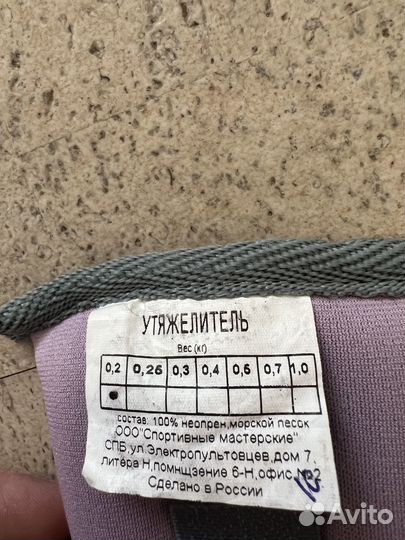 УТЯЖЕЛИТЕЛЬ
Вес (кг)
0,2 0,25 0,3 0,4 0,5 0,7 1,0
состав: 100% неопрен,морской песок
ООО"Спортивные мастерские"
СПБ,ул.Электропультовцев,дом 7,
литера Н,помнщзение 6-Н,офис №2
Сделано в России
Avito